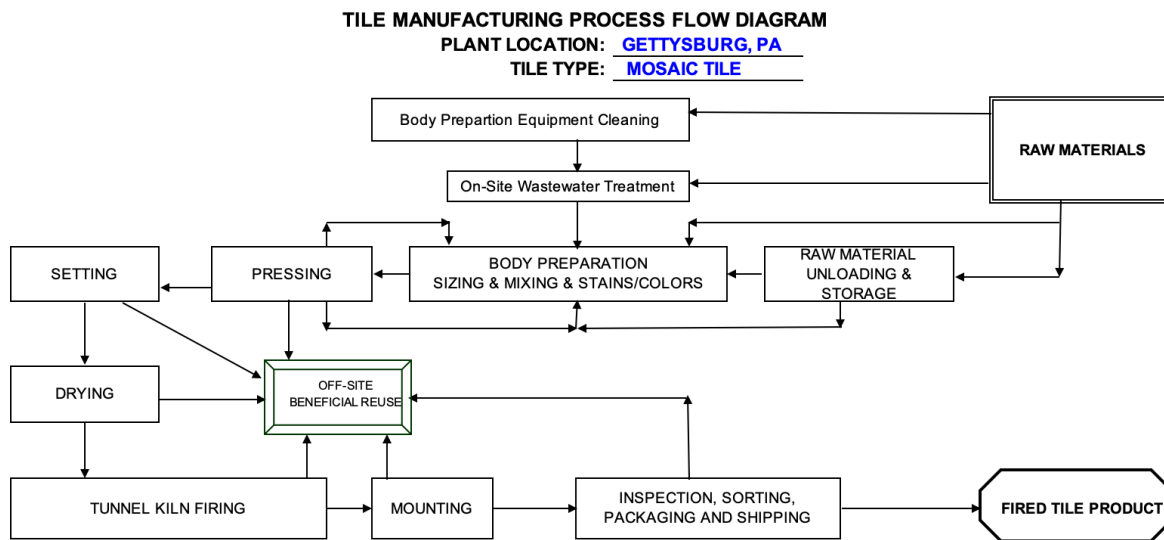 TILE MANUFACTURING PROCESS FLOW DIAGRAM
PLANT LOCATION: GETTYSBURG, PA
TILE TYPE: MOSAIC TILE
Body Prepartion Equipment Cleaning
RAW MATERIALS
On-Site Wastewater Treatment
SETTING
PRESSING
BODY PREPARATION
SIZING & MIXING & STAINS/COLORS
RAW MATERIAL
UNLOADING &
STORAGE
DRYING
OFF-SITE
BENEFICIAL REUSE
TUNNEL KILN FIRING
MOUNTING
INSPECTION, SORTING,
PACKAGING AND SHIPPING
FIRED TILE PRODUCT